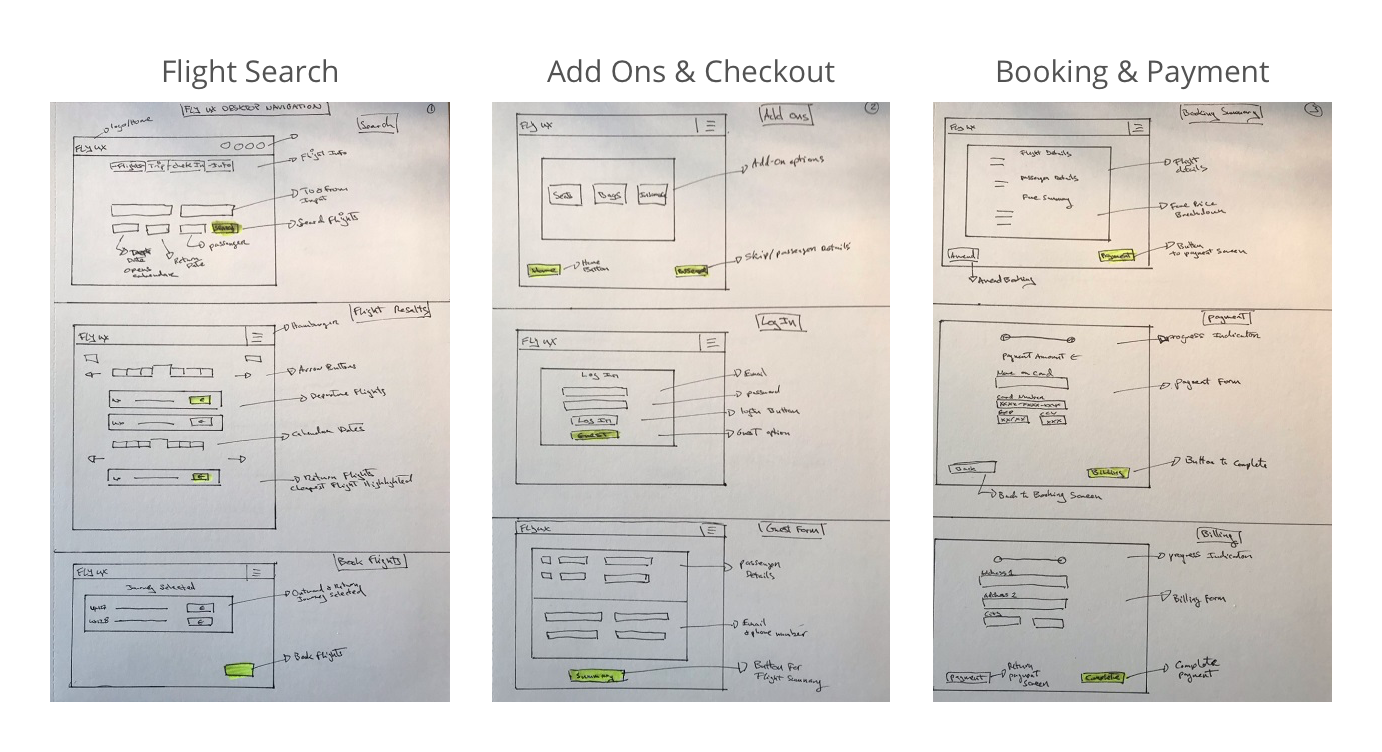 Flight Search
Add Ons & Checkout
Booking & Payment
FLY UX DESKTOP NAVIGATION
1
Search
logo/Home
FLY UX
Flights
Trip
Check In
Info
Flight Info
To & From
Input
Search Flights
passenger
Date
opens
Return
Date
Flight Results
FLY UX
Hamburger
Arrow Buttons
Departure Flights
Calendar Dates
Return Flights
cheapest Flight Highlighted
Book Flights
FLY UX
Journey Selected
Outbound & Return
Journey Selected
Book Flights
2
Add ons
FLY UX
Add-on options
Seats
Bags
Home
Home
Button
Skip/passenger Details
Log In
FLY UX
Log In
Email
password
Log In
login Button
Guest
Guest option
Guest Form
FLY UX
passenger
Details
Email
& phone number
Summary
Button For
Flight Summary
3
Booking Summary
FLY UX
Flight Details
Passenger Details
Fare Summary
Flight
details
Fare Price
Breakdown
Amend
Payment
Button
to payment screen
Amend Booking
Payment
progress Indicator
Payment Amount €
Name on card
Payment Form
Card Number
xxxx-xxxx-xxxx
EXP
CCV
xx/xx
xxx
Back
Billing
Button to Complete
Back to Booking Screen
Billing
progress Indicator
Address 1
Address 2
City
Billing Form
Payment
Return
payment
screen
Complete
Complete
Payment